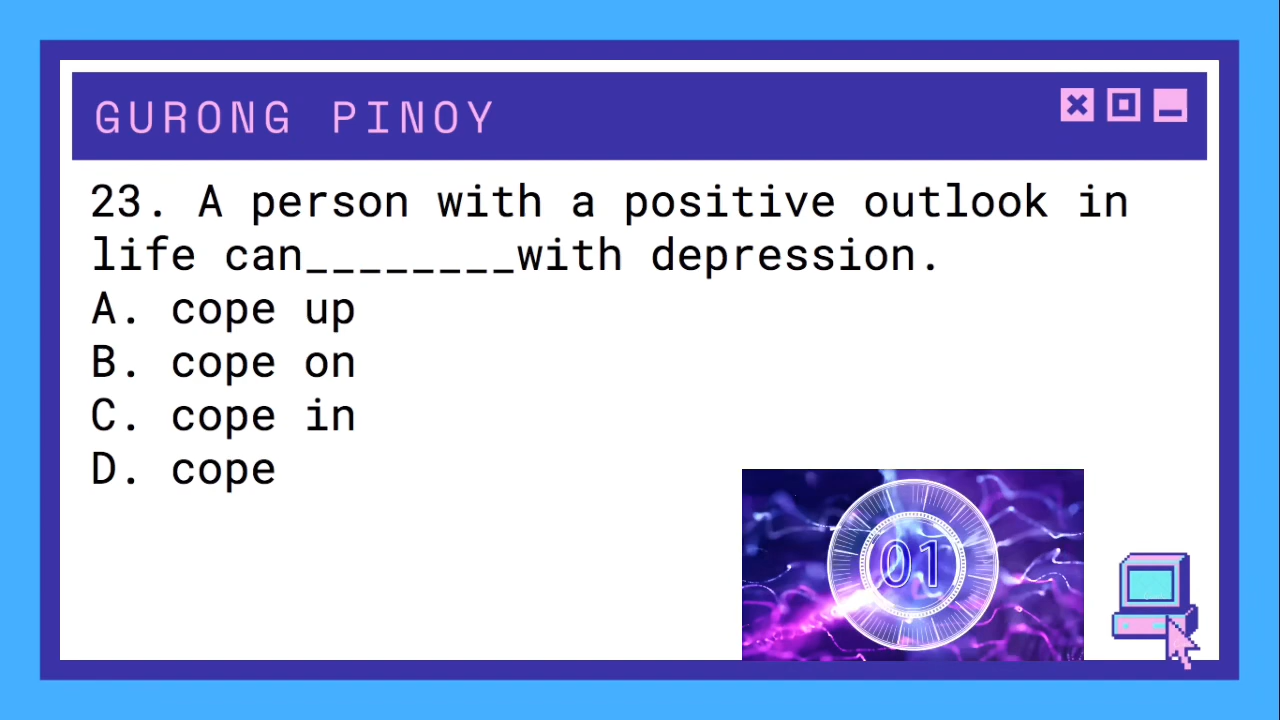 GURONG PINOY
23. A person with a positive outlook in
life can________with depression.
A. cope up
B. cope on
C. cope in
D. cope
01